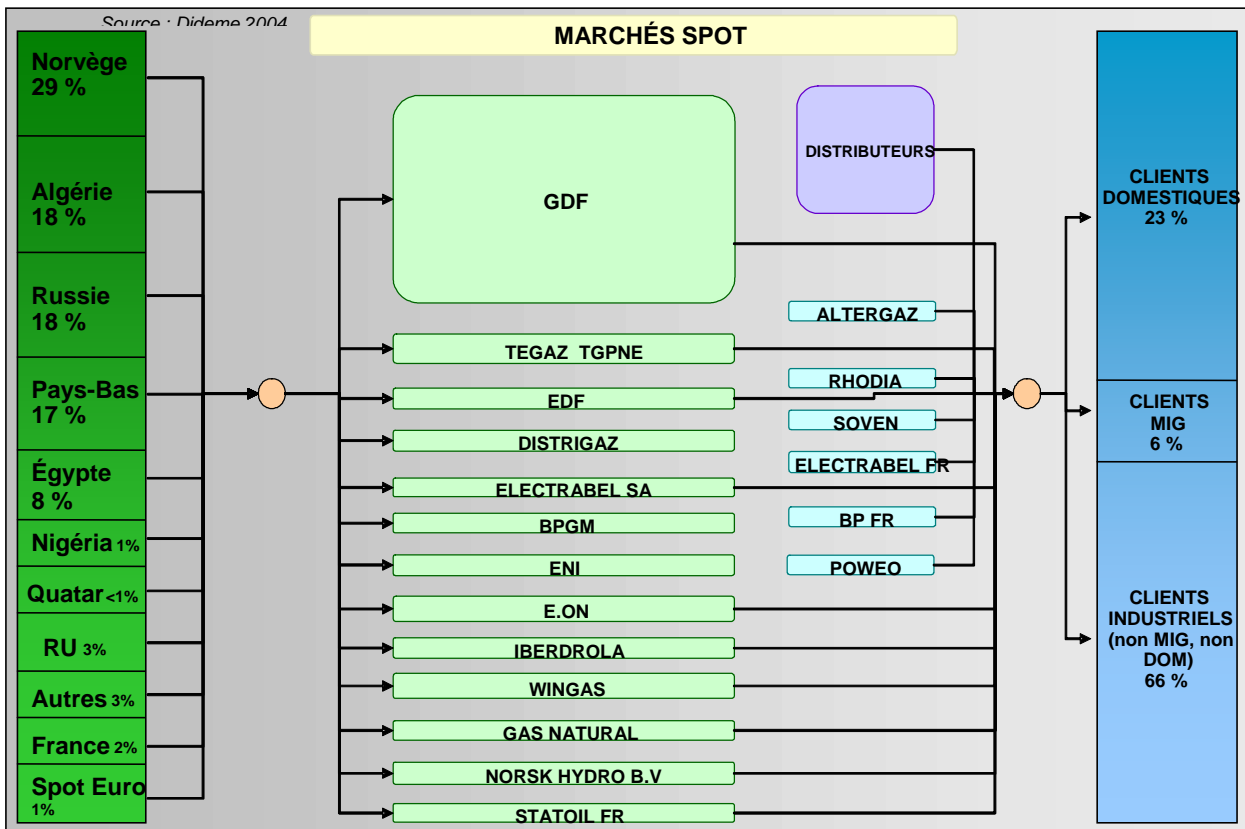 Source : Dideme 2004
MARCHÉS SPOT
Norvège
29 %
Algérie
18 %
Russie
18 %
Pays-Bas
17 %
Égypte
8 %
Nigéria 1%
Quatar <1%
RU 3%
Autres 3%
France 2%
Spot Euro
1%
GDF
TEGAZ TGPNE
EDF
DISTRIGAZ
ELECTRABEL SA
BPGM
ENI
E.ON
IBERDROLA
WINGAS
GAS NATURAL
NORSK HYDRO B.V
STATOIL FR
DISTRIBUTEURS
ALTERGAZ
RHODIA
SOVEN
ELECTRABEL FR
BP FR
POWEO
CLIENTS
DOMESTIQUES
23 %
CLIENTS
MIG
6 %
CLIENTS
INDUSTRIELS
(non MIG, non
DOM)
66 %